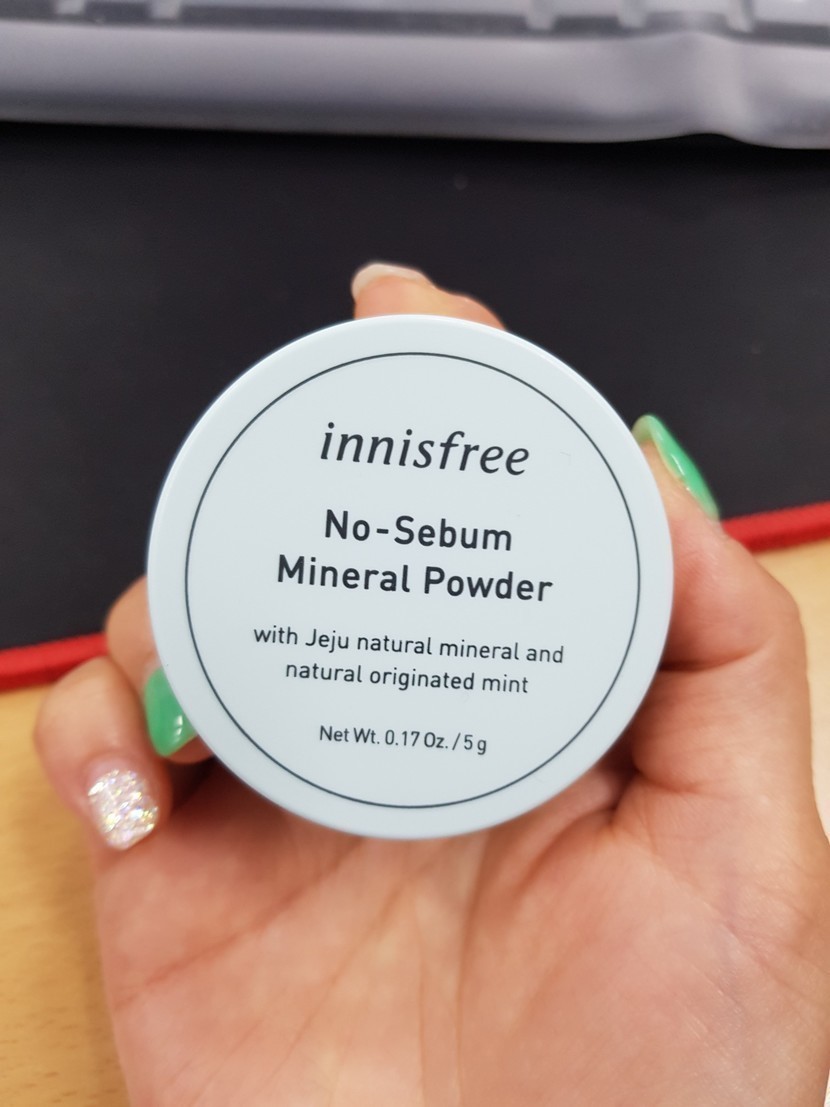 innisfree
No-Sebum
Mineral Powder
with Jeju natural mineral and
natural originated mint
Net Wt. 0.17 Oz. / 5 g